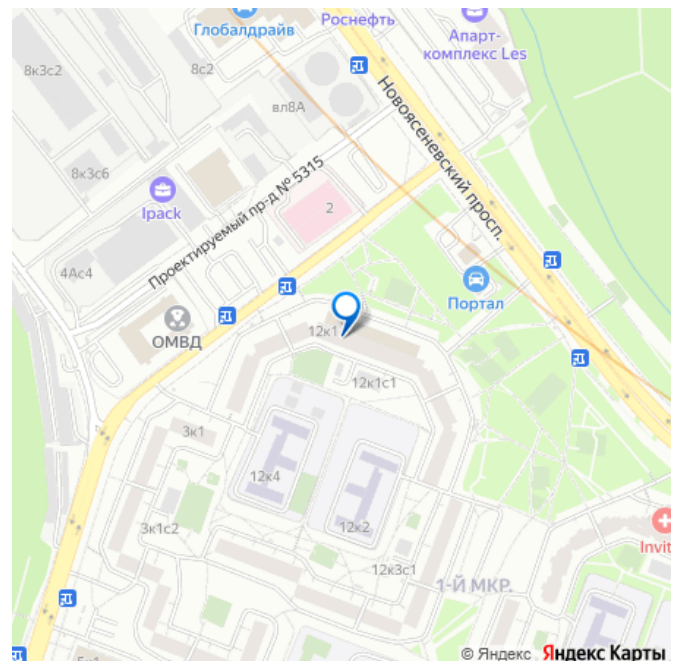 Глобалдрайв
Роснефть
Апарт-
комплекс Les
8к3с2
8с2
вл8А
Новоясеневский просп.
8к3с6
Ipack
Проектируемый пр-д № 5315
2
4Ас4
ОМВД
Портал
12к1
12к1с1
3к1
12к4
3к1с2
12к2
12к3с1
1-Й МКР.
Invit
5к1
© Яндекс Яндекс Карты